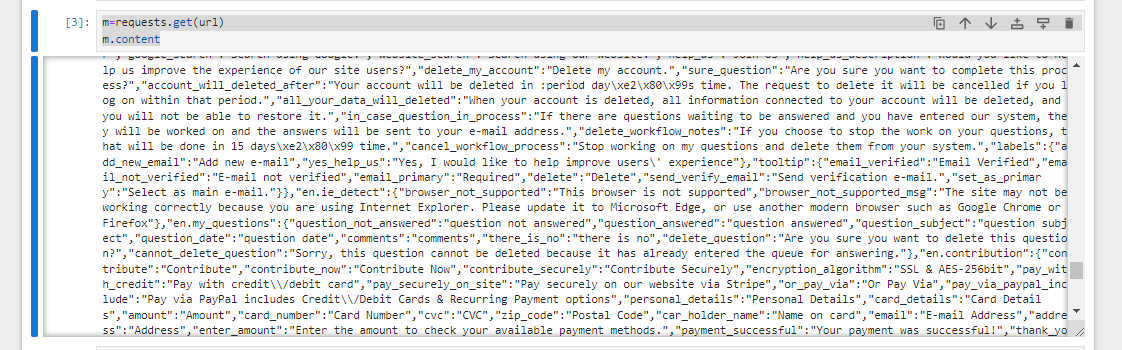 [3]:
m=requests.get(url)
m.content
lp us improve the experience of our site users?","delete_my_account":"Delete my account.","sure_question":"Are you sure you want to complete this proc
ess?","account_will_deleted_after":"Your account will be deleted in :period day\xe2\x80\x99s time. The request to delete it will be cancelled if you l
og on within that period.","all_your_data_will_deleted":"When your account is deleted, all information connected to your account will be deleted, and
you will not be able to restore it.","in_case_question_in_process":"If there are questions waiting to be answered and you have entered our system, the
y will be worked on and the answers will be sent to your e-mail address.","delete_workflow_notes":"If you choose to stop the work on your questions, t
hat will be done in 15 days\xe2\x80\x99 time.","cancel_workflow_process":"Stop working on my questions and delete them from your system.","labels":{"a
dd_new_email":"Add new e-mail","yes_help_us":"Yes, I would like to help improve users\' experience"},"tooltip":{"email_verified":"Email Verified","ema
il_not_verified":"E-mail not verified","email_primary":"Required","delete":"Delete","send_verify_email":"Send verification e-mail.","set_as_primar
y":"Select as main e-mail."}},"en.ie_detect":{"browser_not_supported":"This browser is not supported","browser_not_supported_msg":"The site may not be
working correctly because you are using Internet Explorer. Please update it to Microsoft Edge, or use another modern browser such as Google Chrome or
Firefox"},"en.my_questions":{"question_not_answered":"question not answered","question_answered":"question answered","question_subject":"question subj
ect","question_date":"question date","comments":"comments","there_is_no":"there is no","delete_question":"Are you sure you want to delete this questio
n?","cannot_delete_question":"Sorry, this question cannot be deleted because it has already entered the queue for answering."},"en.contribution":{"con
tribute":"Contribute","contribute_now":"Contribute Now","contribute_securely":"Contribute Securely","encryption_algorithm":"SSL & AES-256bit","pay_wit
h_credit":"Pay with credit\\/debit card","pay_securely_on_site":"Pay securely on our website via Stripe","or_pay_via":"Or Pay Via","pay_via_paypal_inc
lude":"Pay via PayPal includes Credit\\/Debit Cards & Recurring Payment options","personal_details":"Personal Details","card_details":"Card Detail
s","amount":"Amount","card_number":"Card Number","cvc":"CVC","zip_code":"Postal Code","car_holder_name":"Name on card","email":"E-mail Address","addre
ss":"Address","enter_amount":"Enter the amount to check your available payment methods.","payment_successful":"Your payment was successful!","thank_yo